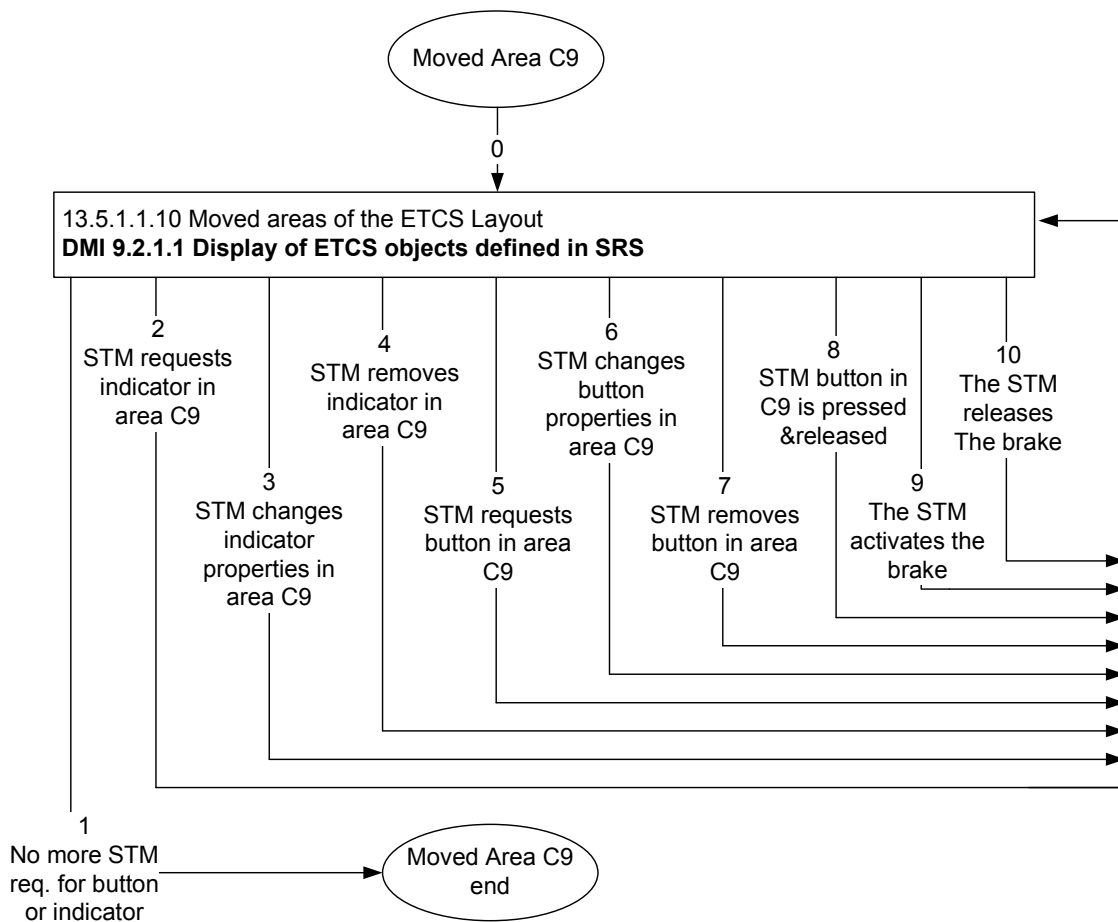 Moved Area C9
0
13.5.1.1.10 Moved areas of the ETCS Layout
DMI 9.2.1.1 Display of ETCS objects defined in SRS
2
STM requests
indicator in
area C9
3
STM changes
indicator
properties in
area C9
4
STM removes
indicator in
area C9
5
STM requests
button in area
C9
6
STM changes
button
properties in
area C9
7
STM removes
button in area
C9
8
STM button in
C9 is pressed
&released
9
The STM
activates the
brake
10
The STM
releases
The brake
1
No more STM
req. for button
or indicator
Moved Area C9
end